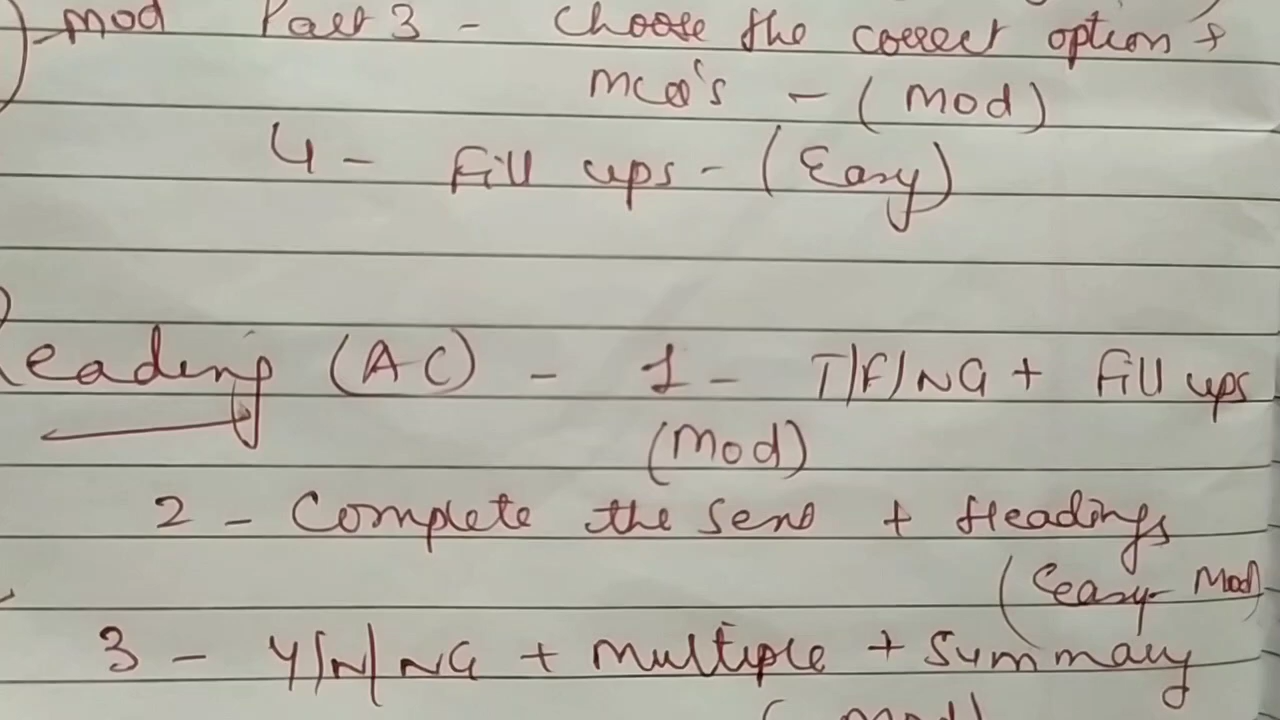 mod Part 3 - Choose the correct option +
MCQ's - (Mod)
4 - Fill ups - (Easy)
Reading (AC) - 1 - T/F/NG + Fill ups
(Mod)
2 - Complete the sens + Headings
(easy- Mod)
3 - Y/N/NG + multiple + Summary
(mod)